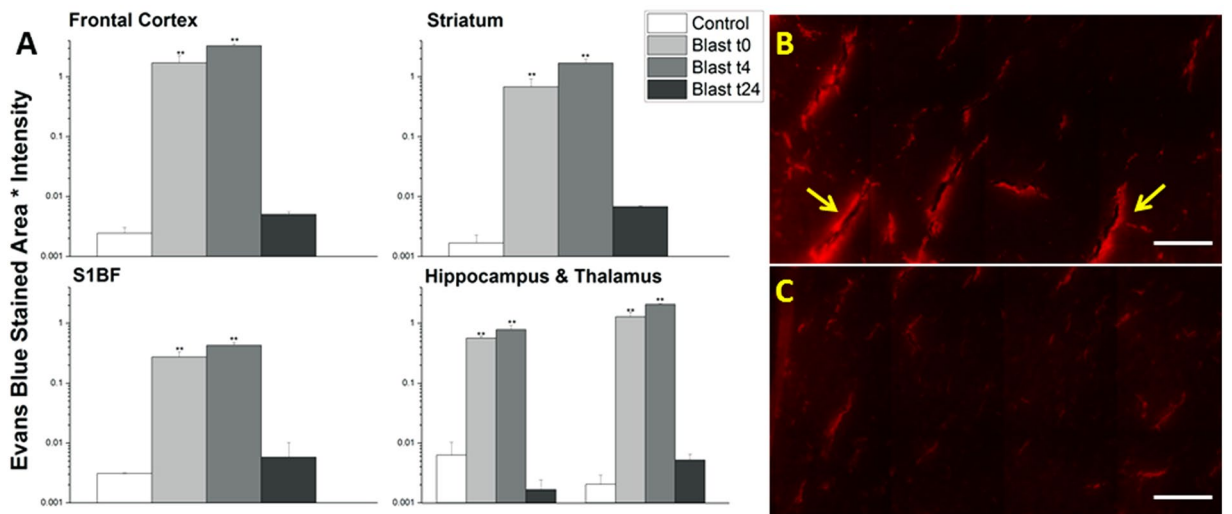 A
Evans Blue Stained Area * Intensity
Frontal Cortex
1
0.1
0.01
0.001
**
**
Striatum
1
0.1
0.01
0.001
**
**
Control
Blast t0
Blast t4
Blast t24
S1BF
1
0.1
0.01
0.001
**
**
Hippocampus & Thalamus
1
0.1
0.01
0.001
**
**
**
**
B
C